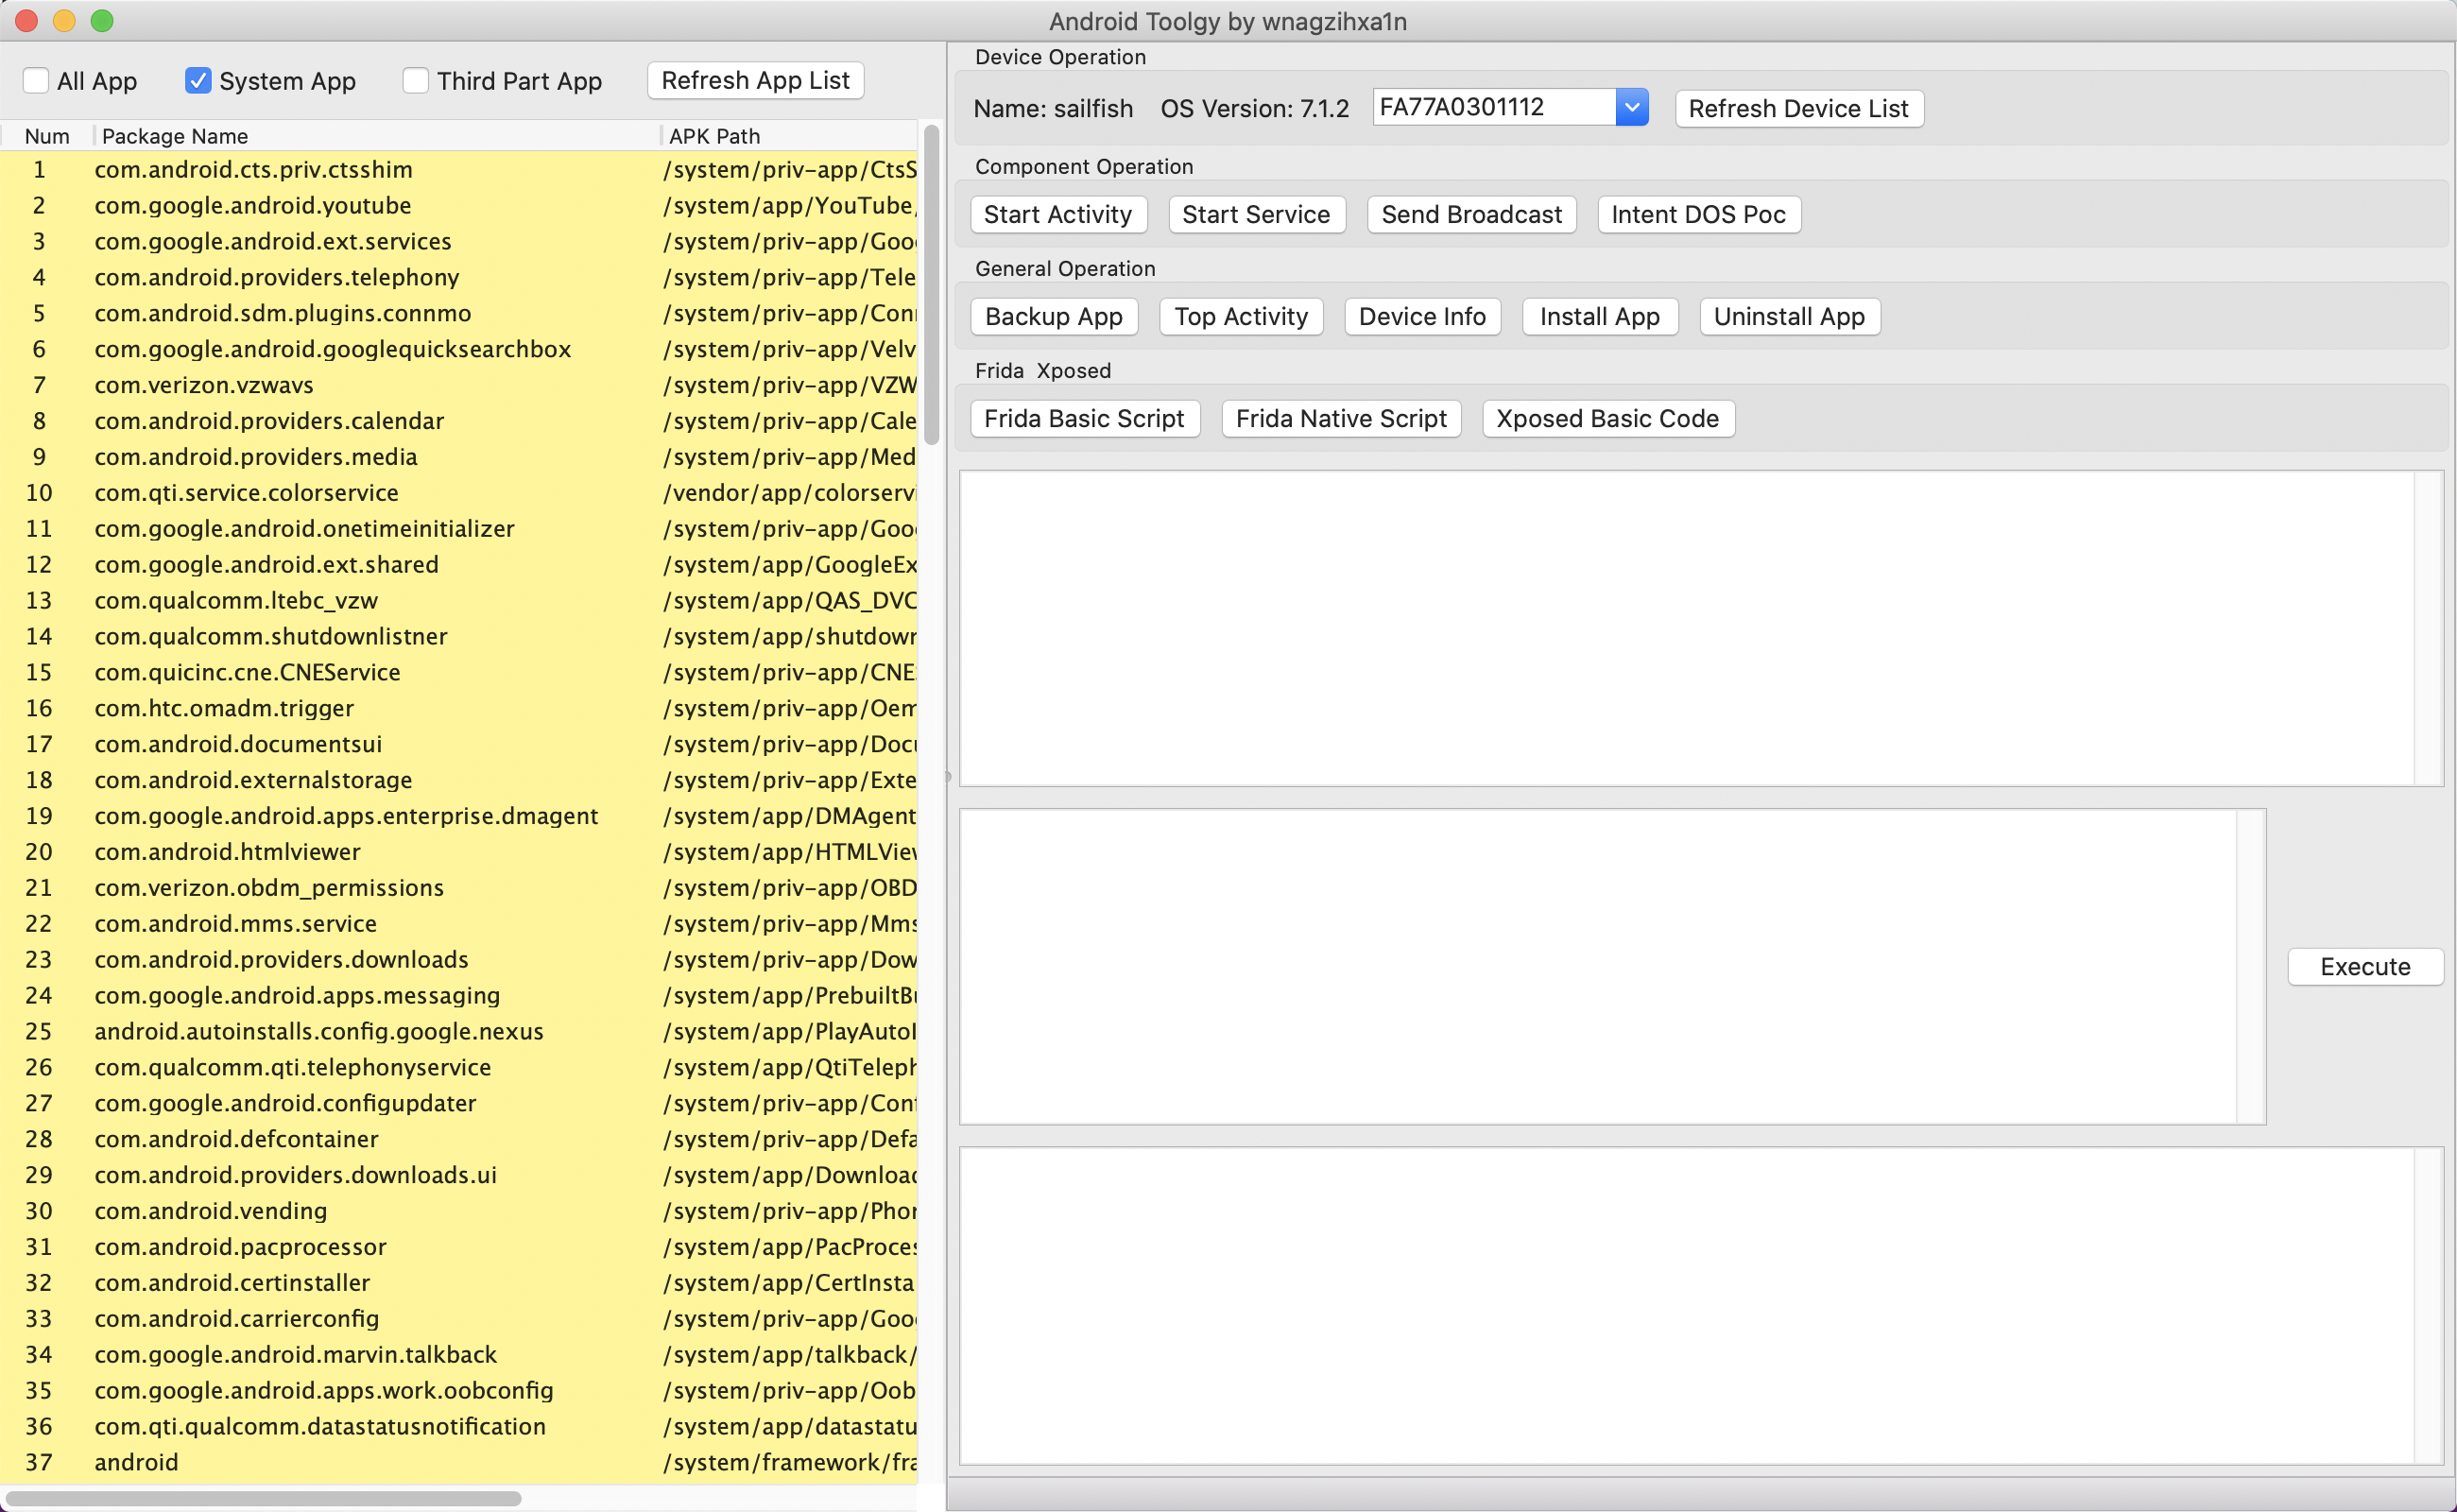 Android Toolgy by wnagzihxa1n
All App System App Third Part App Refresh App List
Num Package Name APK Path
1 com.android.cts.priv.ctsshim /system/priv-app/CtsS
2 com.google.android.youtube /system/app/YouTube,
3 com.google.android.ext.services /system/priv-app/Goo
4 com.android.providers.telephony /system/priv-app/Tele
5 com.android.sdm.plugins.connmo /system/priv-app/Con
6 com.google.android.googlequicksearchbox /system/priv-app/Velv
7 com.verizon.vzwavs /system/priv-app/VZW
8 com.android.providers.calendar /system/priv-app/Cale
9 com.android.providers.media /system/priv-app/Med
10 com.qti.service.colorservice /vendor/app/colorservi
11 com.google.android.onetimeinitializer /system/priv-app/Goo
12 com.google.android.ext.shared /system/app/GoogleEx
13 com.qualcomm.ltebc_vzw /system/app/QAS_DVC
14 com.qualcomm.shutdownlistner /system/app/shutdown
15 com.quicinc.cne.CNEService /system/priv-app/CNE
16 com.htc.omadm.trigger /system/priv-app/Oem
17 com.android.documentsui /system/priv-app/Docu
18 com.android.externalstorage /system/priv-app/Exte
19 com.google.android.apps.enterprise.dmagent /system/app/DMAgent
20 com.android.htmlviewer /system/app/HTMLView
21 com.verizon.obdm_permissions /system/priv-app/OBD
22 com.android.mms.service /system/priv-app/Mms
23 com.android.providers.downloads /system/priv-app/Dow
24 com.google.android.apps.messaging /system/app/PrebuiltBu
25 android.autoinstalls.config.google.nexus /system/app/PlayAutoI
26 com.qualcomm.qti.telephonyservice /system/app/QtiTeleph
27 com.google.android.configupdater /system/priv-app/Conf
28 com.android.defcontainer /system/priv-app/Defa
29 com.android.providers.downloads.ui /system/app/Download
30 com.android.vending /system/priv-app/Phon
31 com.android.pacprocessor /system/app/PacProces
32 com.android.certinstaller /system/app/CertInsta
33 com.android.carrierconfig /system/priv-app/Goo
34 com.google.android.marvin.talkback /system/app/talkback/
35 com.google.android.apps.work.oobconfig /system/priv-app/Oob
36 com.qti.qualcomm.datastatusnotification /system/app/datastatu
37 android /system/framework/fra
Device Operation
Name: sailfish OS Version: 7.1.2 FA77A0301112 Refresh Device List
Component Operation
Start Activity Start Service Send Broadcast Intent DOS Poc
General Operation
Backup App Top Activity Device Info Install App Uninstall App
Frida Xposed
Frida Basic Script Frida Native Script Xposed Basic Code
Execute